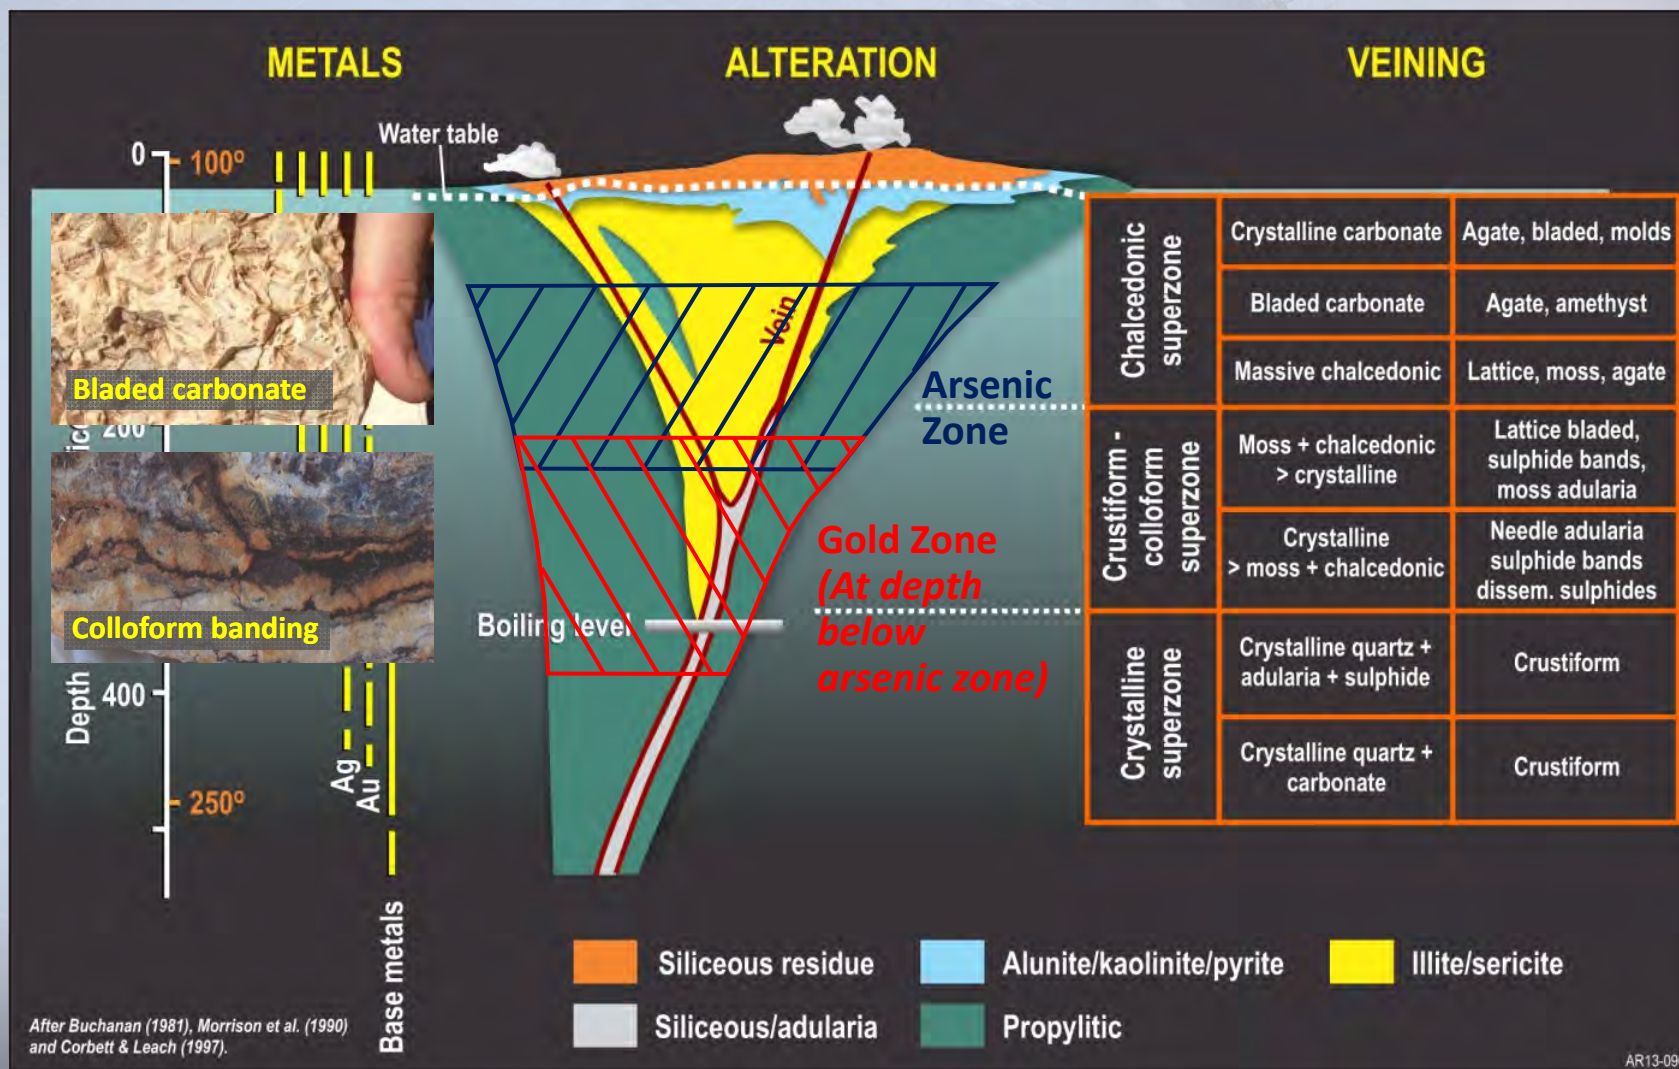 METALS
ALTERATION
VEINING
Water table
0
100º
200
400
250º
Depth
Ag
Au
Base metals
Bladed carbonate
Colloform banding
Vein
Arsenic
Zone
Gold Zone
(At depth
below
arsenic zone)
Boiling level
Chalcedonic
superzone
Crystalline carbonate
Agate, bladed, molds
Bladed carbonate
Agate, amethyst
Massive chalcedonic
Lattice, moss, agate
Crustiform -
colloform
superzone
Moss + chalcedonic
> crystalline
Lattice bladed,
sulphide bands,
moss adularia
Crystalline
> moss + chalcedonic
Needle adularia
sulphide bands
dissem. sulphides
Crystalline
superzone
Crystalline quartz +
adularia + sulphide
Crustiform
Crystalline quartz +
carbonate
Crustiform
Siliceous residue
Alunite/kaolinite/pyrite
Illite/sericite
Siliceous/adularia
Propylitic
After Buchanan (1981), Morrison et al. (1990)
and Corbett & Leach (1997).
AR13-09